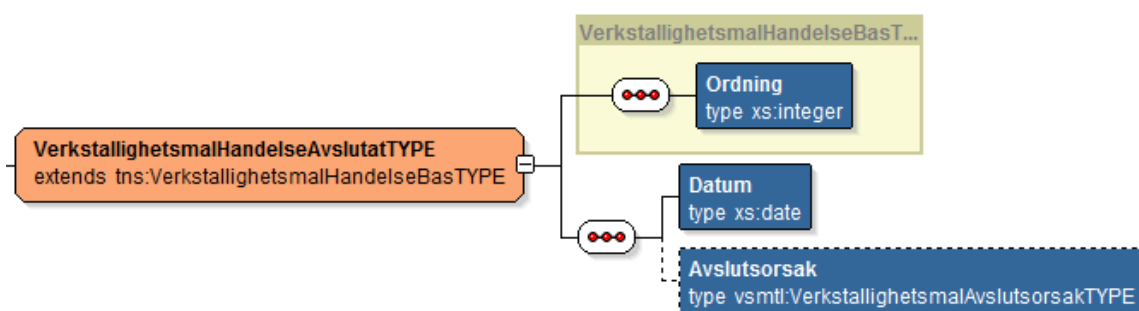 VerkstallighetsmalHandelseBasT...
Ordning
type xs:integer
VerkstallighetsmalHandelseAvslutatTYPE
extends tns:VerkstallighetsmalHandelseBasTYPE
Datum
type xs:date
Avslutsorsak
type vsmtl:VerkstallighetsmalAvslutsorsakTYPE